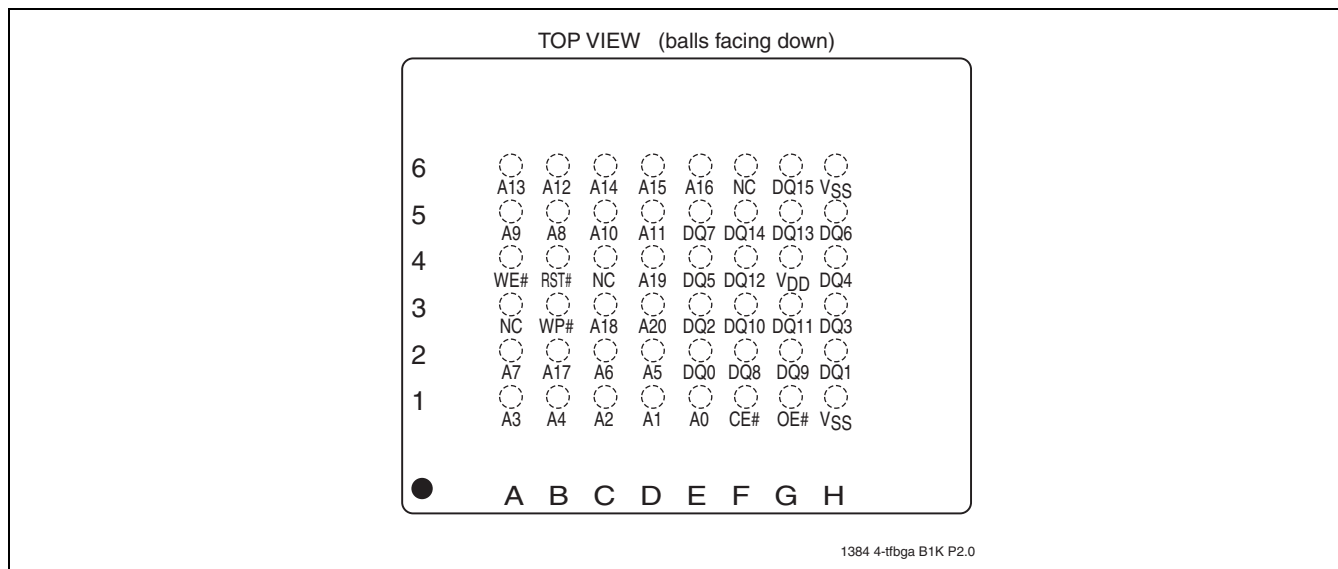 TOP VIEW (balls facing down)
6
A13 A12 A14 A15 A16 NC DQ15 VSS
5
A9 A8 A10 A11 DQ7 DQ14 DQ13 DQ6
4
WE# RST# NC A19 DQ5 DQ12 VDD DQ4
3
NC WP# A18 A20 DQ2 DQ10 DQ11 DQ3
2
A7 A17 A6 A5 DQ0 DQ8 DQ9 DQ1
1
A3 A4 A2 A1 A0 CE# OE# VSS
A B C D E F G H
1384 4-tfbga B1K P2.0